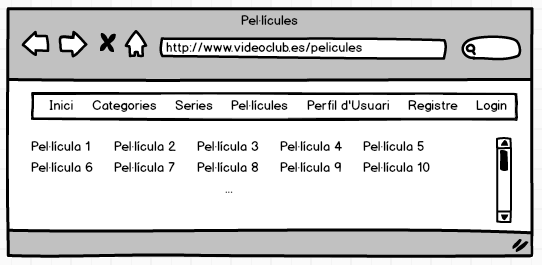 Pel·lícules
http://www.videoclub.es/pelicules
Inici Categories Series Pel·lícules Perfil d'Usuari Registre Login
Pel·lícula 1 Pel·lícula 2 Pel·lícula 3 Pel·lícula 4 Pel·lícula 5
Pel·lícula 6 Pel·lícula 7 Pel·lícula 8 Pel·lícula 9 Pel·lícula 10
...